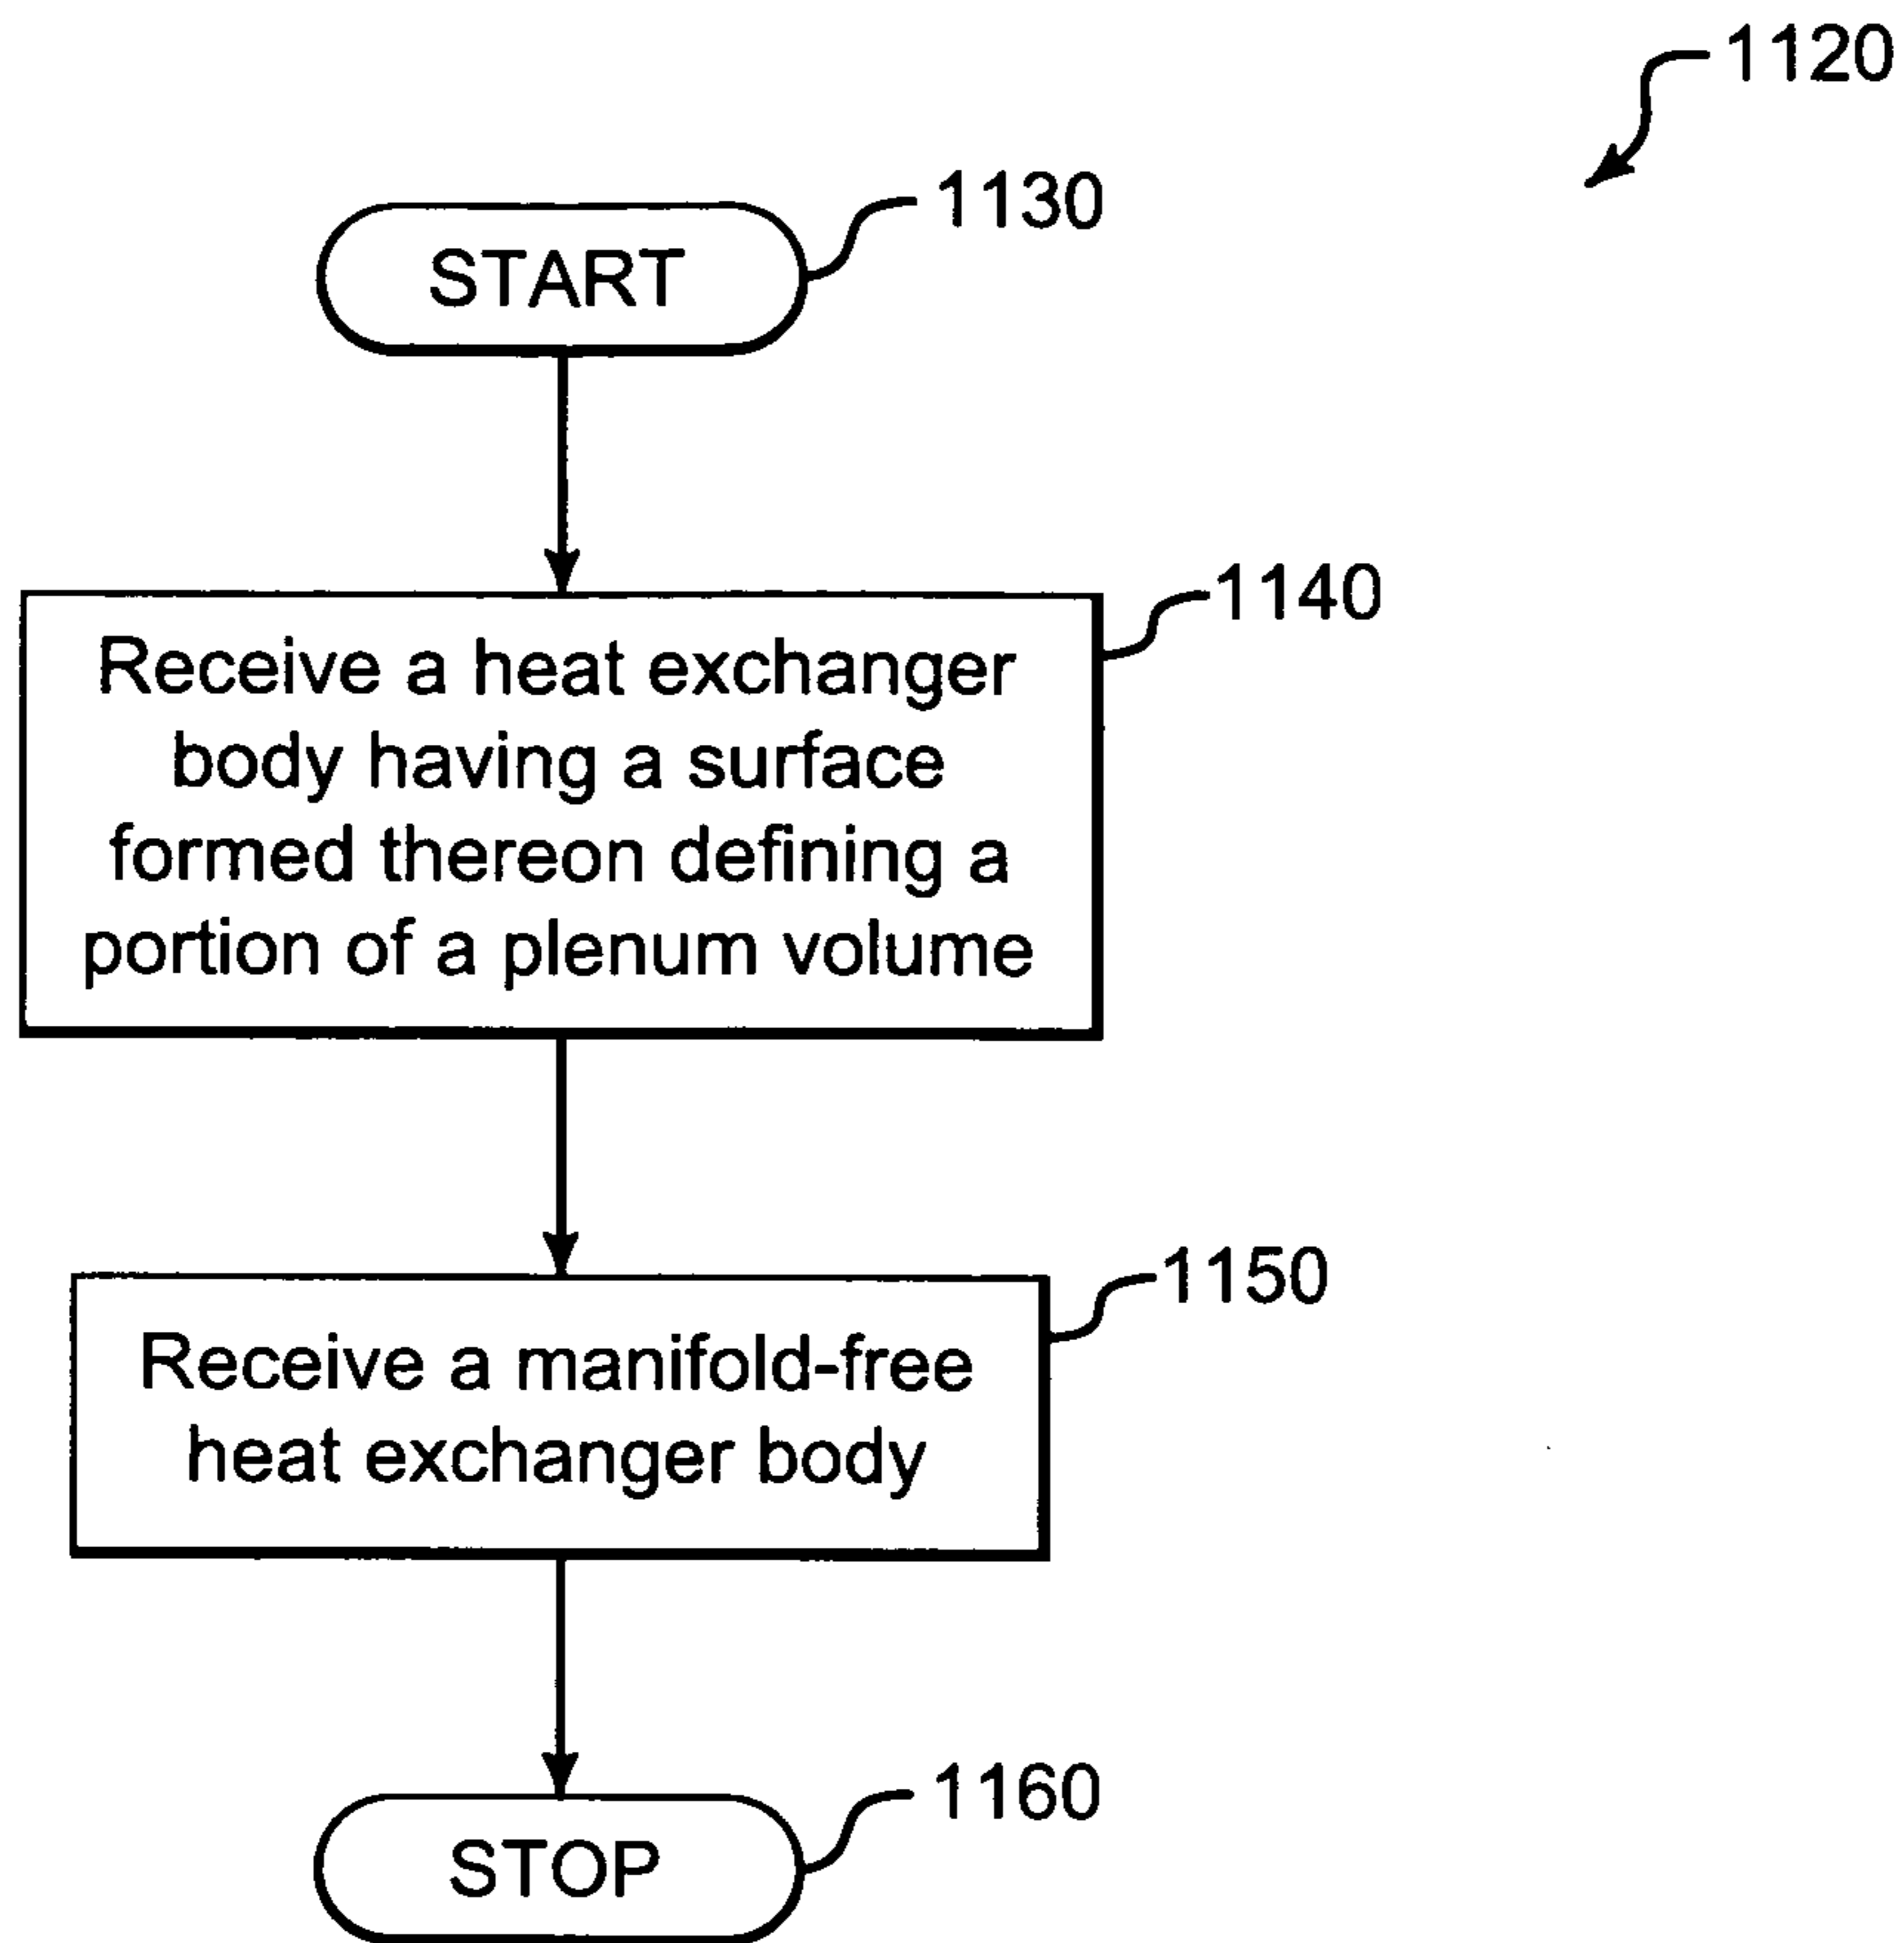 1120
1130
START
1140
Receive a heat exchanger
body having a surface
formed thereon defining a
portion of a plenum volume
1150
Receive a manifold-free
heat exchanger body
1160
STOP